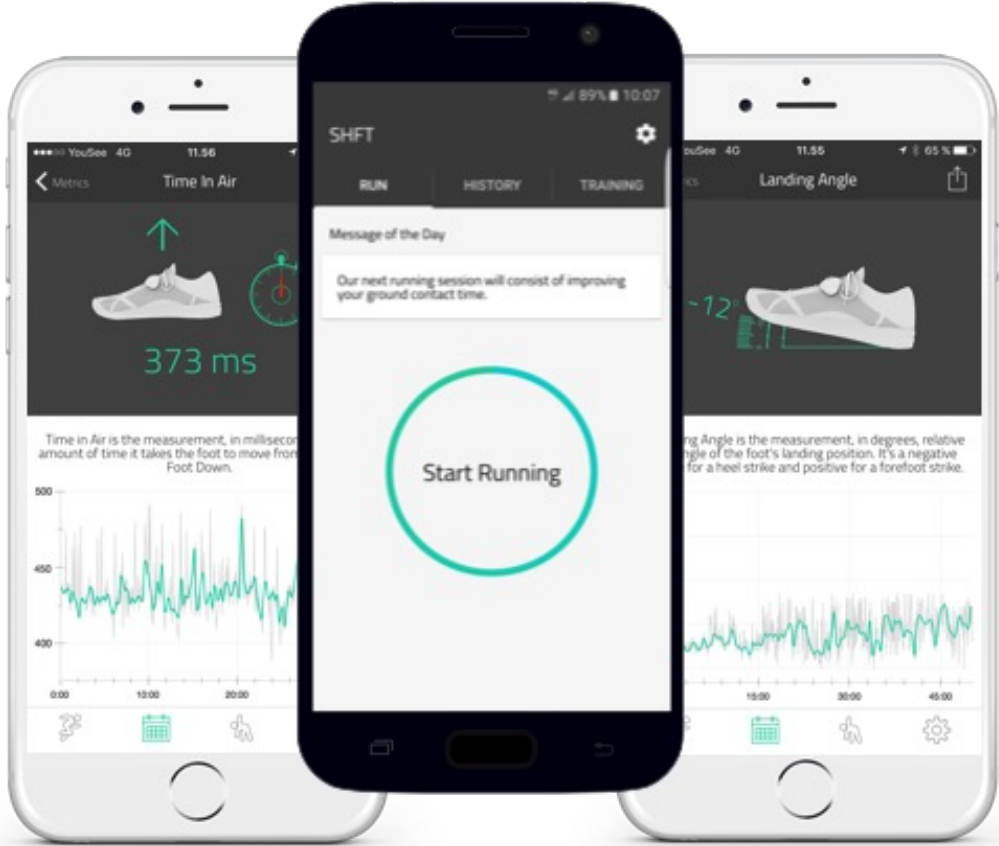 YouSee 4G 11.56
Metrics
Time In Air
373 ms
Time in Air is the measurement, in
amount of time it takes the foot to move from
Foot Down.
500
450
400
0:00 10:00 20:00
89% 10:07
SHFT
RUN HISTORY TRAINING
Message of the Day
Our next running session will consist of improving
your ground contact time.
Start Running
4G 11.55 65 %
Landing Angle
-12°
Angle is the measurement, in degrees, relative
of the foot's landing position. It's a negative
for a heel strike and positive for a forefoot strike.
15:00 30:00 45:00